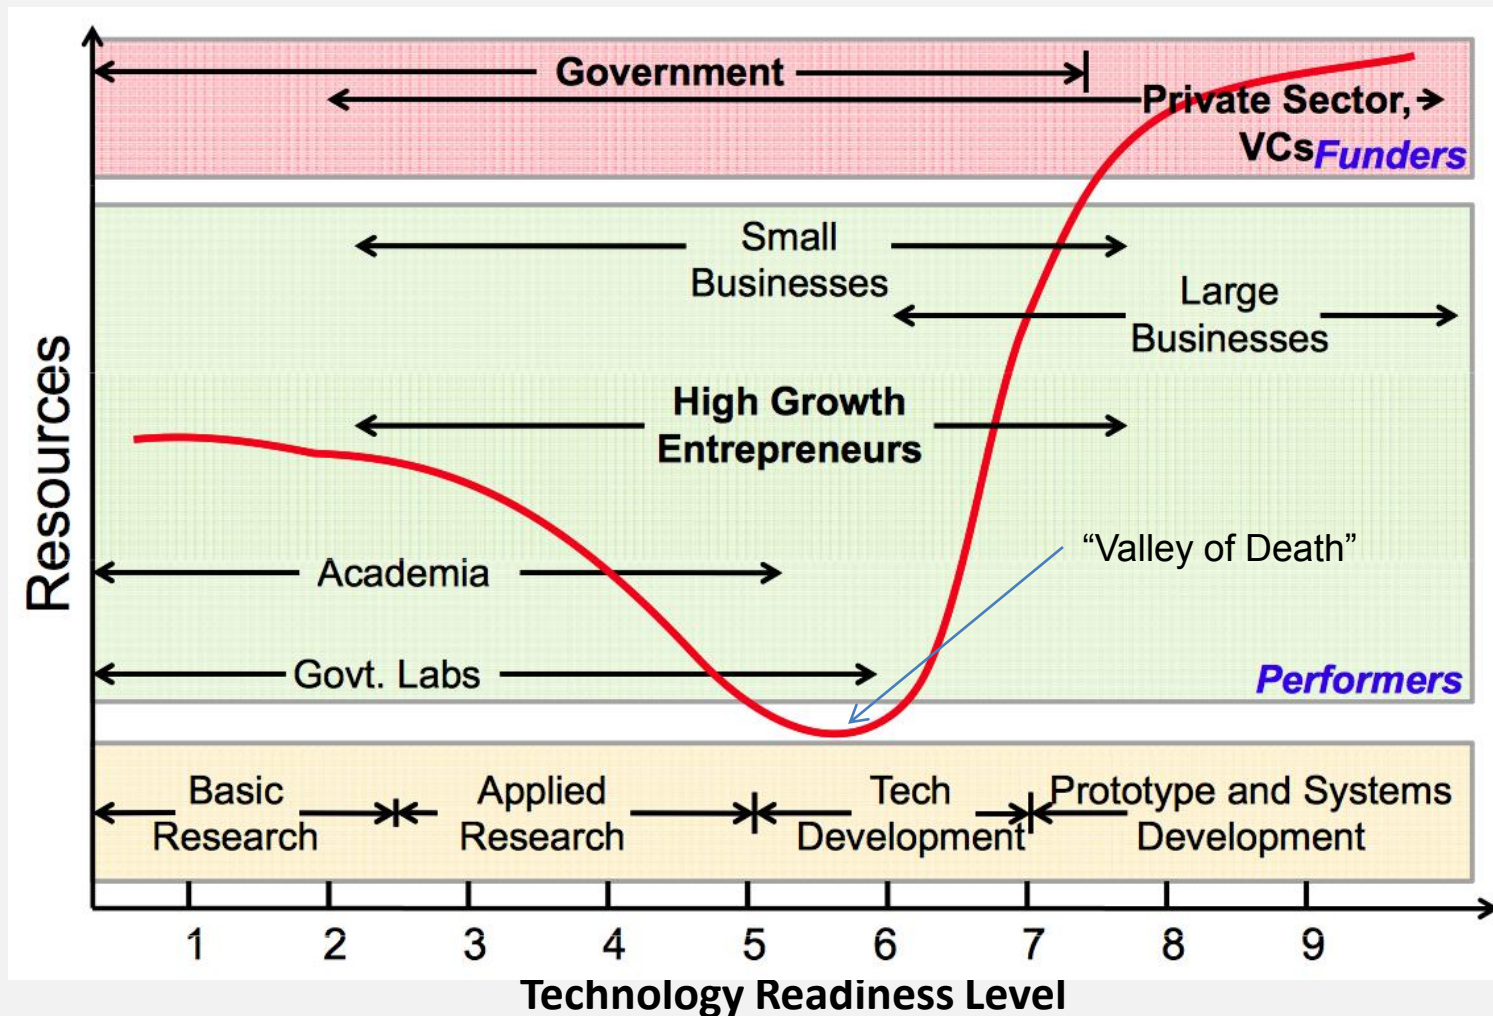 Government
Private Sector,
VCs
Funders
Small
Businesses
Large
Businesses
High Growth
Entrepreneurs
Resources
“Valley of Death”
Academia
Govt. Labs
Performers
Basic
Research
Applied
Research
Tech
Development
Prototype and Systems
Development
1 2 3 4 5 6 7 8 9
Technology Readiness Level